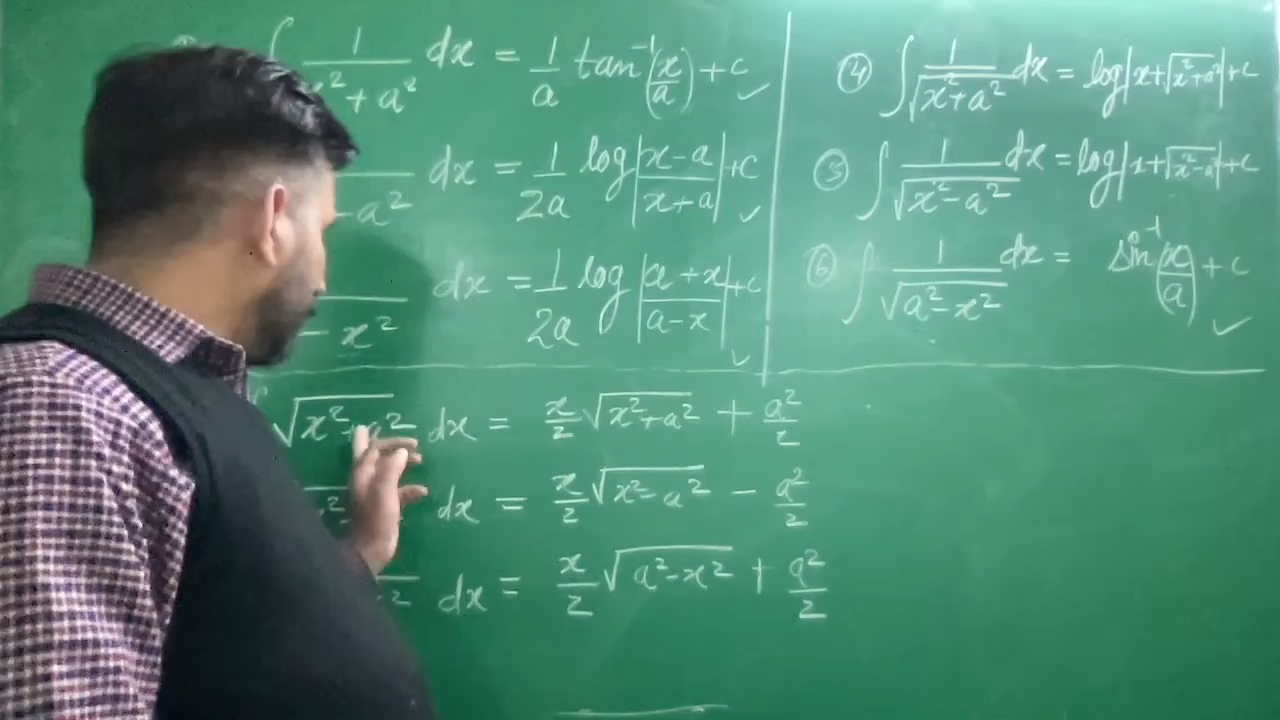 ∫ 1/(x² + a²) dx = 1/a tan⁻¹(x/a) + c ✓
- a² dx = 1/2a log|x-a/x+a| + c ✓
- x² dx = 1/2a log|a+x/a-x| + c ✓
④ ∫ 1/√(x²+a²) dx = log|x+√(x²+a²)| + c
⑤ ∫ 1/√(x²-a²) dx = log|x+√(x²-a²)| + c
⑥ ∫ 1/√(a²-x²) dx = sin⁻¹(x/a) + c ✓
√(x²+a²) dx = x/2 √(x²+a²) + a²/2
dx = x/2 √(x²-a²) - a²/2
dx = x/2 √(a²-x²) + a²/2